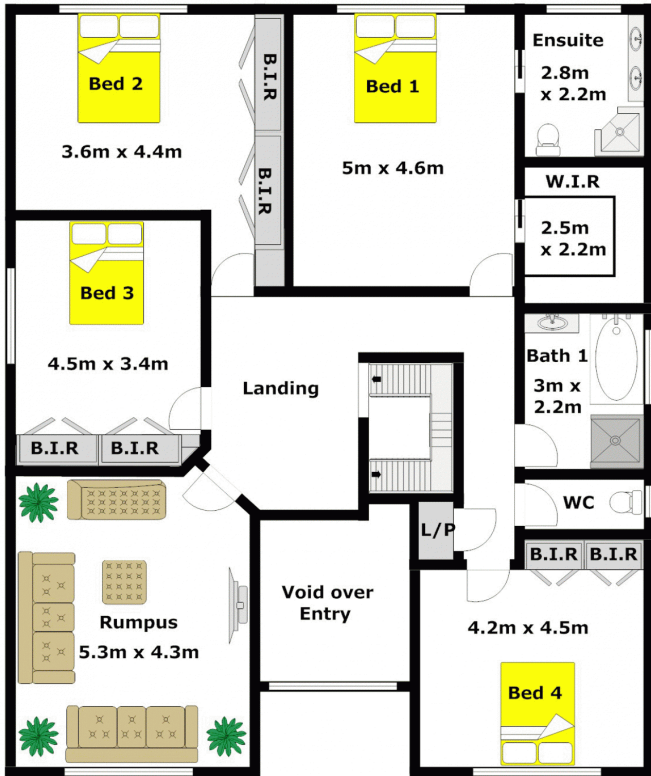 Bed 2
3.6m x 4.4m
B.I.R
B.I.R
Bed 1
5m x 4.6m
Ensuite
2.8m
x 2.2m
W.I.R
2.5m
x 2.2m
Bed 3
4.5m x 3.4m
B.I.R
B.I.R
Landing
Bath 1
3m x
2.2m
WC
L/P
B.I.R
B.I.R
Void over
Entry
Rumpus
5.3m x 4.3m
4.2m x 4.5m
Bed 4